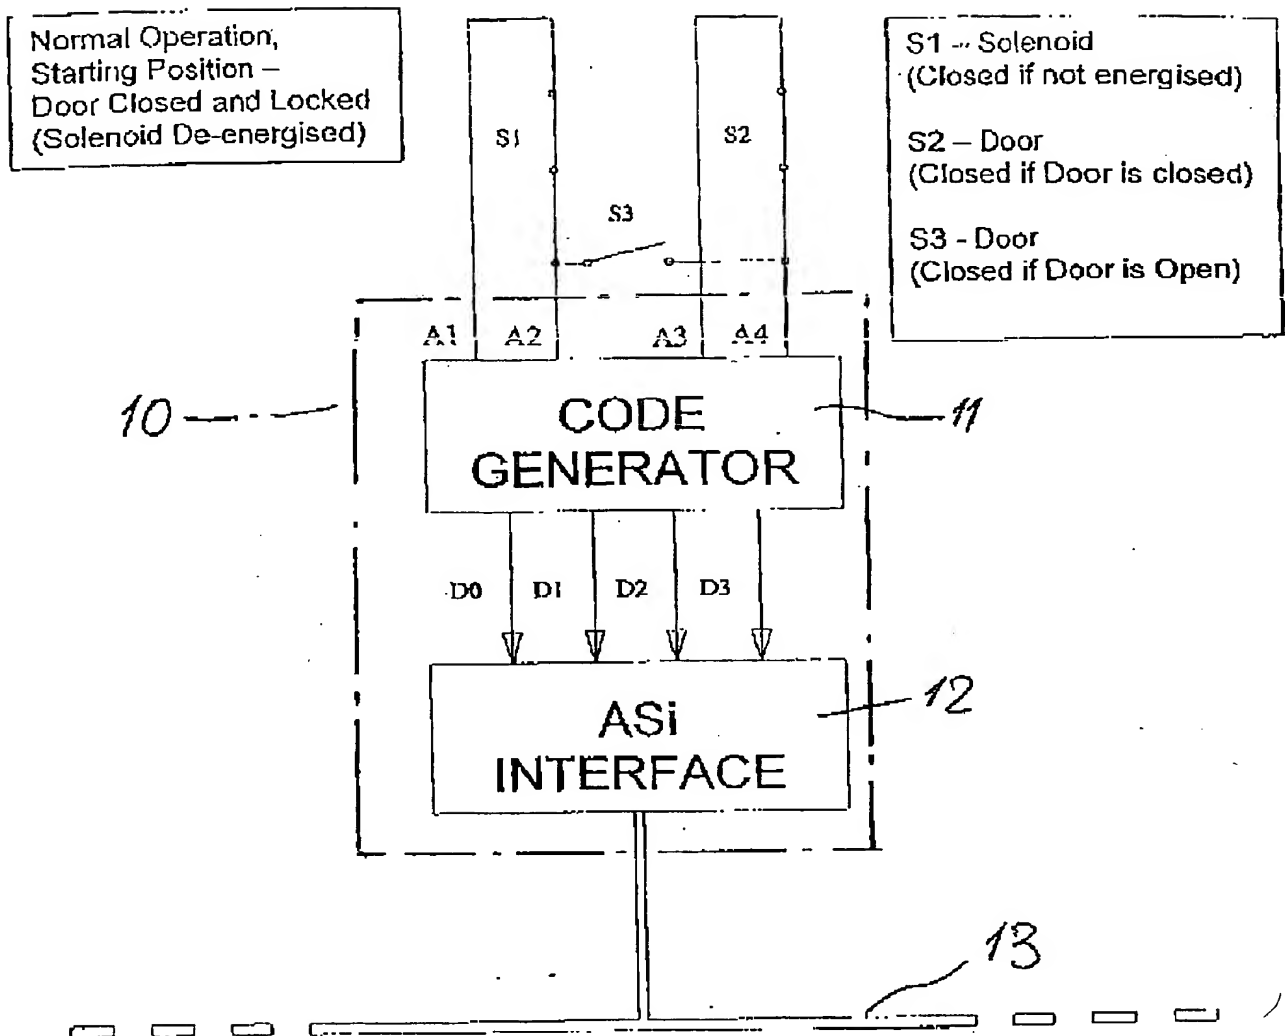 Normal Operation,
Starting Position –
Door Closed and Locked
(Solenoid De-energised)
S1 – Solenoid
(Closed if not energised)
S2 – Door
(Closed if Door is closed)
S3 - Door
(Closed if Door is Open)
S1
S2
S3
A1
A2
A3
A4
10
CODE
GENERATOR
11
D0
D1
D2
D3
ASi
INTERFACE
12
13